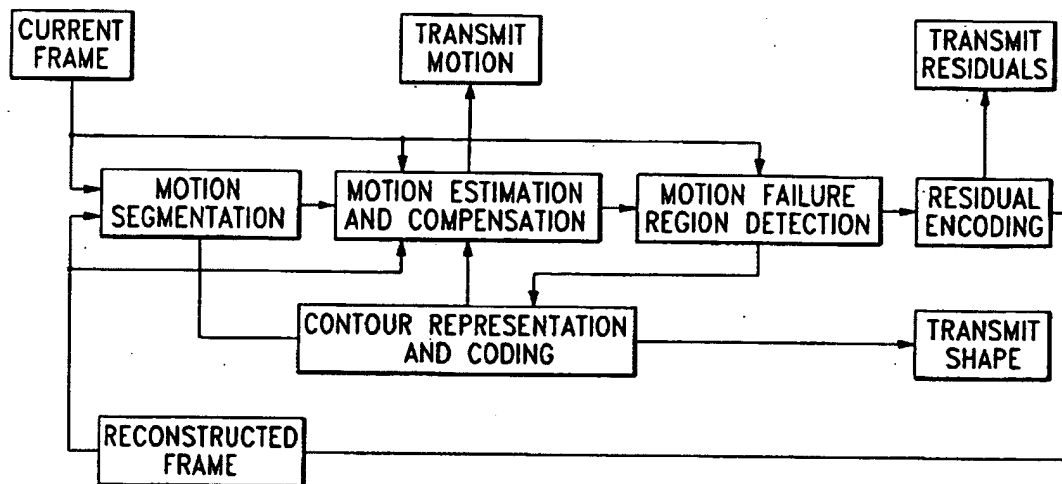 CURRENT
FRAME
TRANSMIT
MOTION
TRANSMIT
RESIDUALS
MOTION
SEGMENTATION
MOTION ESTIMATION
AND COMPENSATION
MOTION FAILURE
REGION DETECTION
RESIDUAL
ENCODING
CONTOUR REPRESENTATION
AND CODING
TRANSMIT
SHAPE
RECONSTRUCTED
FRAME